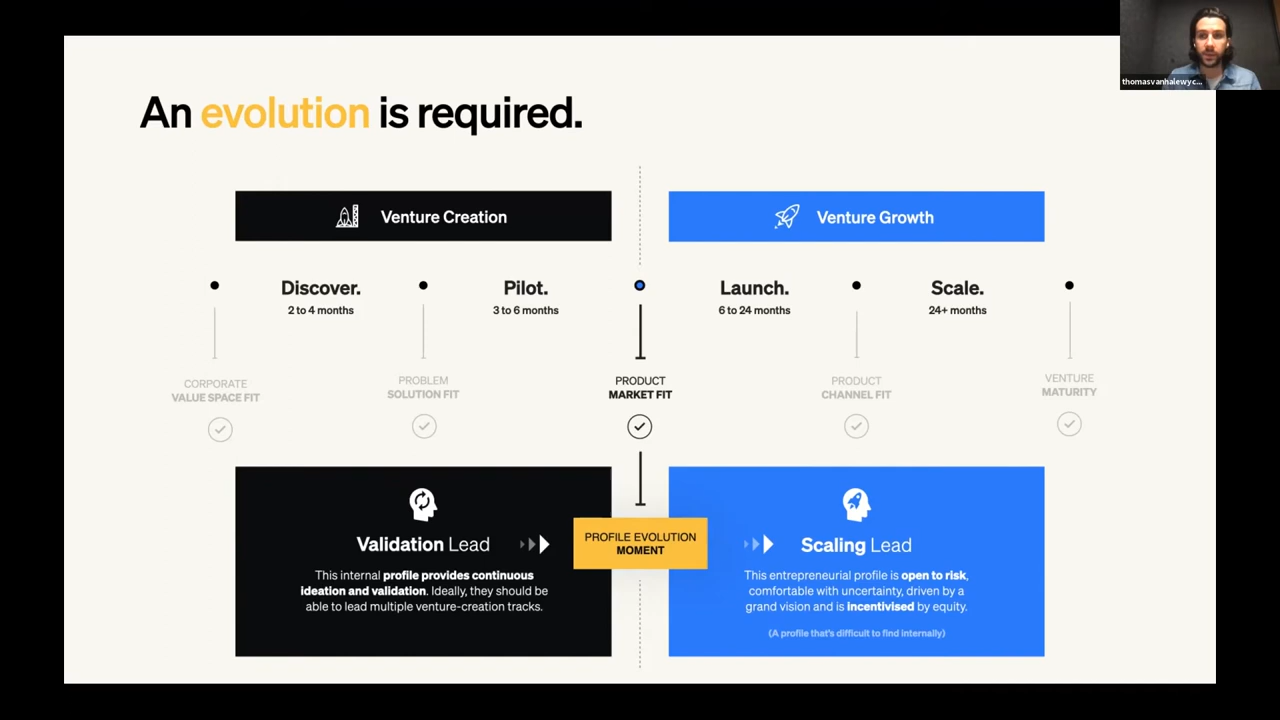 thomasvanhalewyc...
An evolution is required.
Venture Creation
Venture Growth
Discover.
2 to 4 months
Pilot.
3 to 6 months
Launch.
6 to 24 months
Scale.
24+ months
CORPORATE
VALUE SPACE FIT
PROBLEM
SOLUTION FIT
PRODUCT
MARKET FIT
PRODUCT
CHANNEL FIT
VENTURE
MATURITY
Validation Lead
This internal profile provides continuous
ideation and validation. Ideally, they should be
able to lead multiple venture-creation tracks.
PROFILE EVOLUTION
MOMENT
Scaling Lead
This entrepreneurial profile is open to risk,
comfortable with uncertainty, driven by a
grand vision and is incentivised by equity.
(A profile that's difficult to find internally)